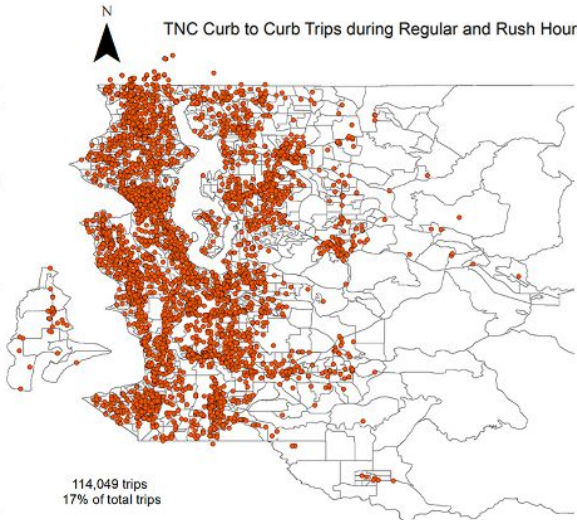 N
TNC Curb to Curb Trips during Regular and Rush Hour
114,049 trips
17% of total trips